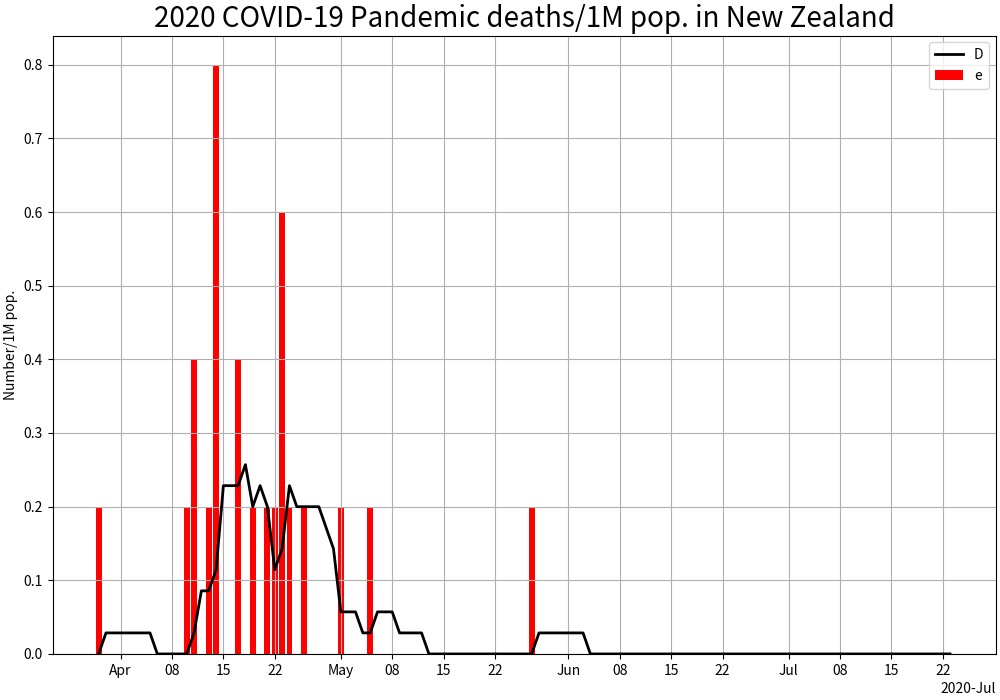 2020 COVID-19 Pandemic deaths/1M pop. in New Zealand
D
e
0.8
0.7
0.6
0.5
0.4
0.3
0.2
0.1
0.0
Number/1M pop.
Apr 08 15 22 May 08 15 22 Jun 08 15 22 Jul 08 15 22
2020-Jul